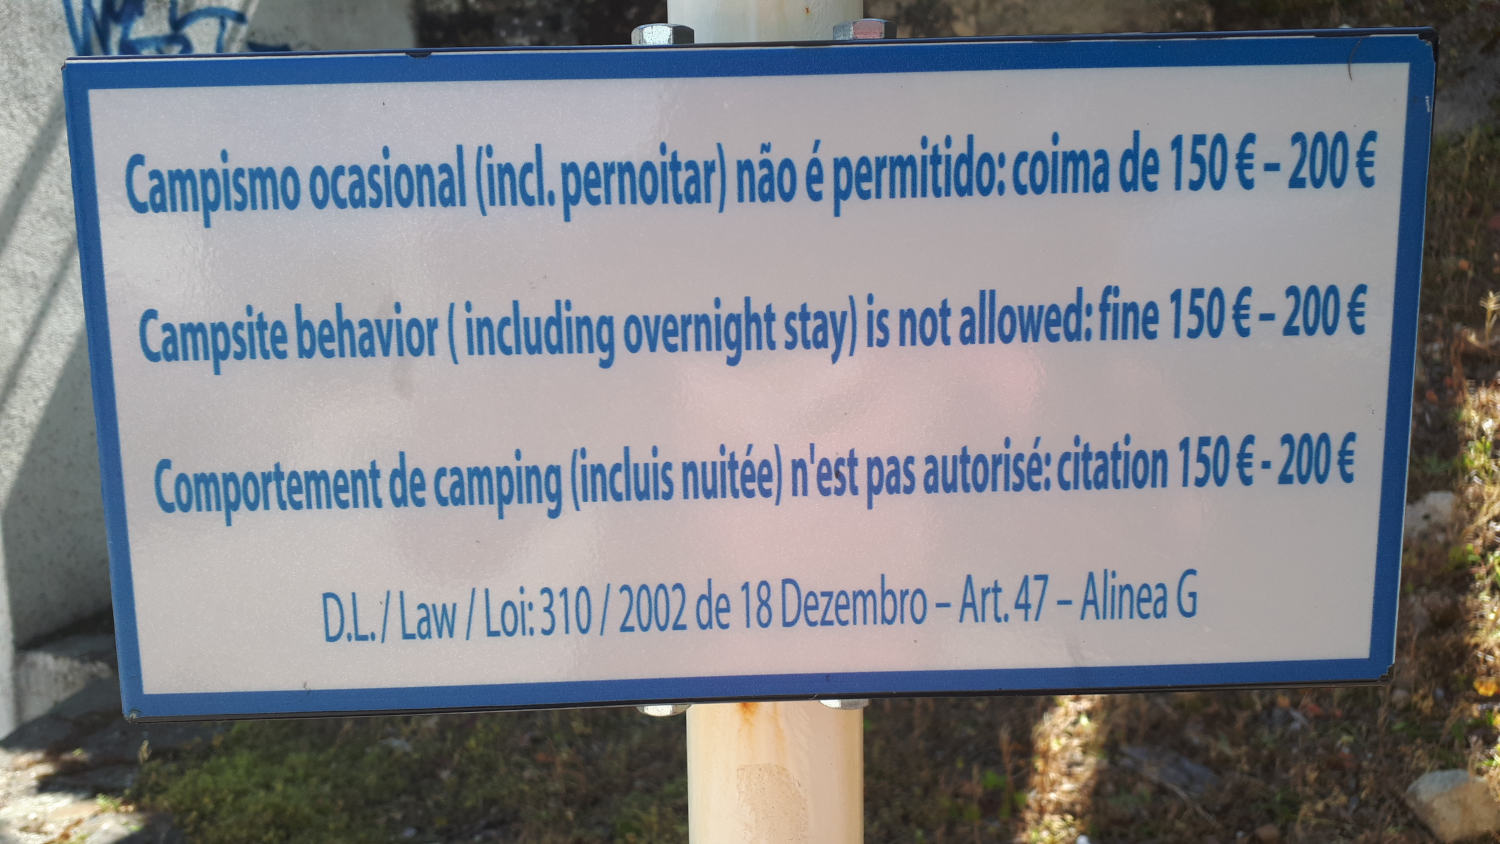 Campismo ocasional (incl. pernoitar) não é permitido: coima de 150 € – 200 €
Campsite behavior ( including overnight stay) is not allowed: fine 150 € – 200 €
Comportement de camping (incluis nuitée) n'est pas autorisé: citation 150 € - 200 €
D.L. / Law / Loi: 310 / 2002 de 18 Dezembro – Art. 47 – Alinea G